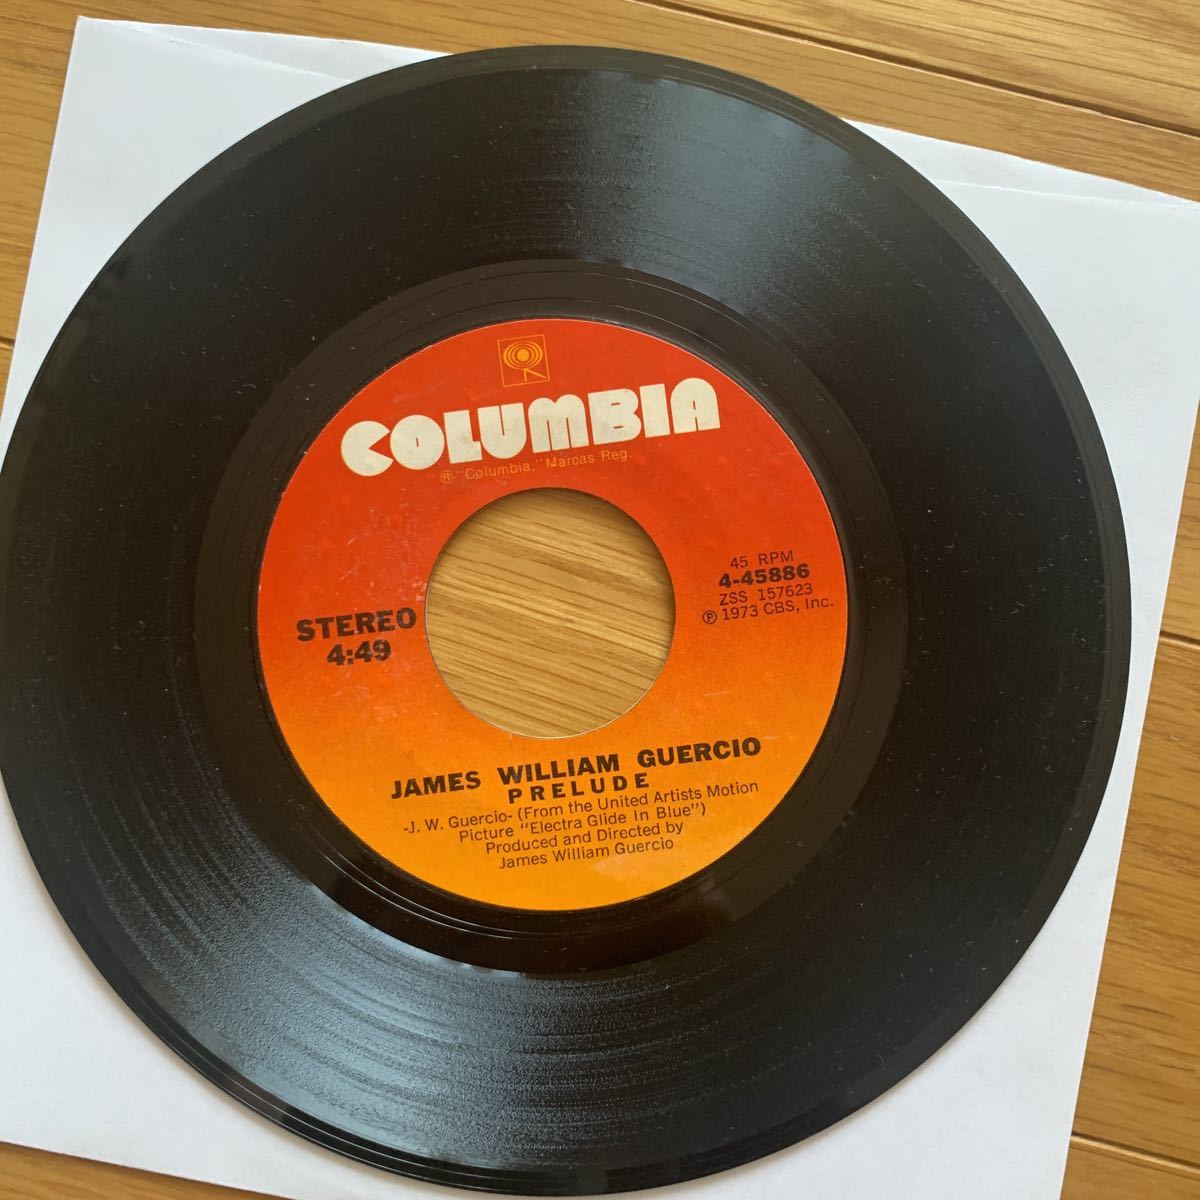 COLUMBIA
® "Columbia," Marcas Reg.
45 RPM
4-45886
ZSS 157623
Ⓟ 1973 CBS, Inc.
STEREO
4:49
JAMES WILLIAM GUERCIO
PRELUDE
-J. W. Guercio- (From the United Artists Motion
Picture "Electra Glide In Blue")
Produced and Directed by
James William Guercio